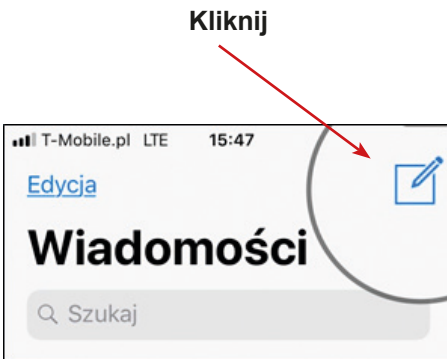 Kliknij
T-Mobile.pl LTE 15:47
Edycja
Wiadomości
Szukaj